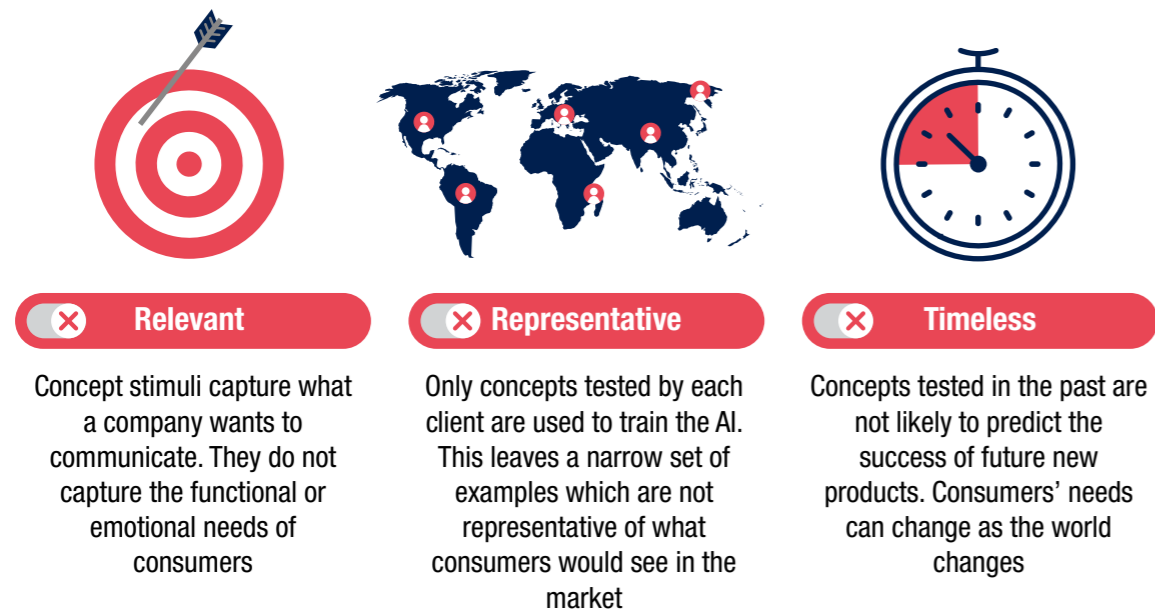 Relevant
Concept stimuli capture what
a company wants to
communicate. They do not
capture the functional or
emotional needs of
consumers
Representative
Only concepts tested by each
client are used to train the AI.
This leaves a narrow set of
examples which are not
representative of what
consumers would see in the
market
Timeless
Concepts tested in the past are
not likely to predict the
success of future new
products. Consumers’ needs
can change as the world
changes